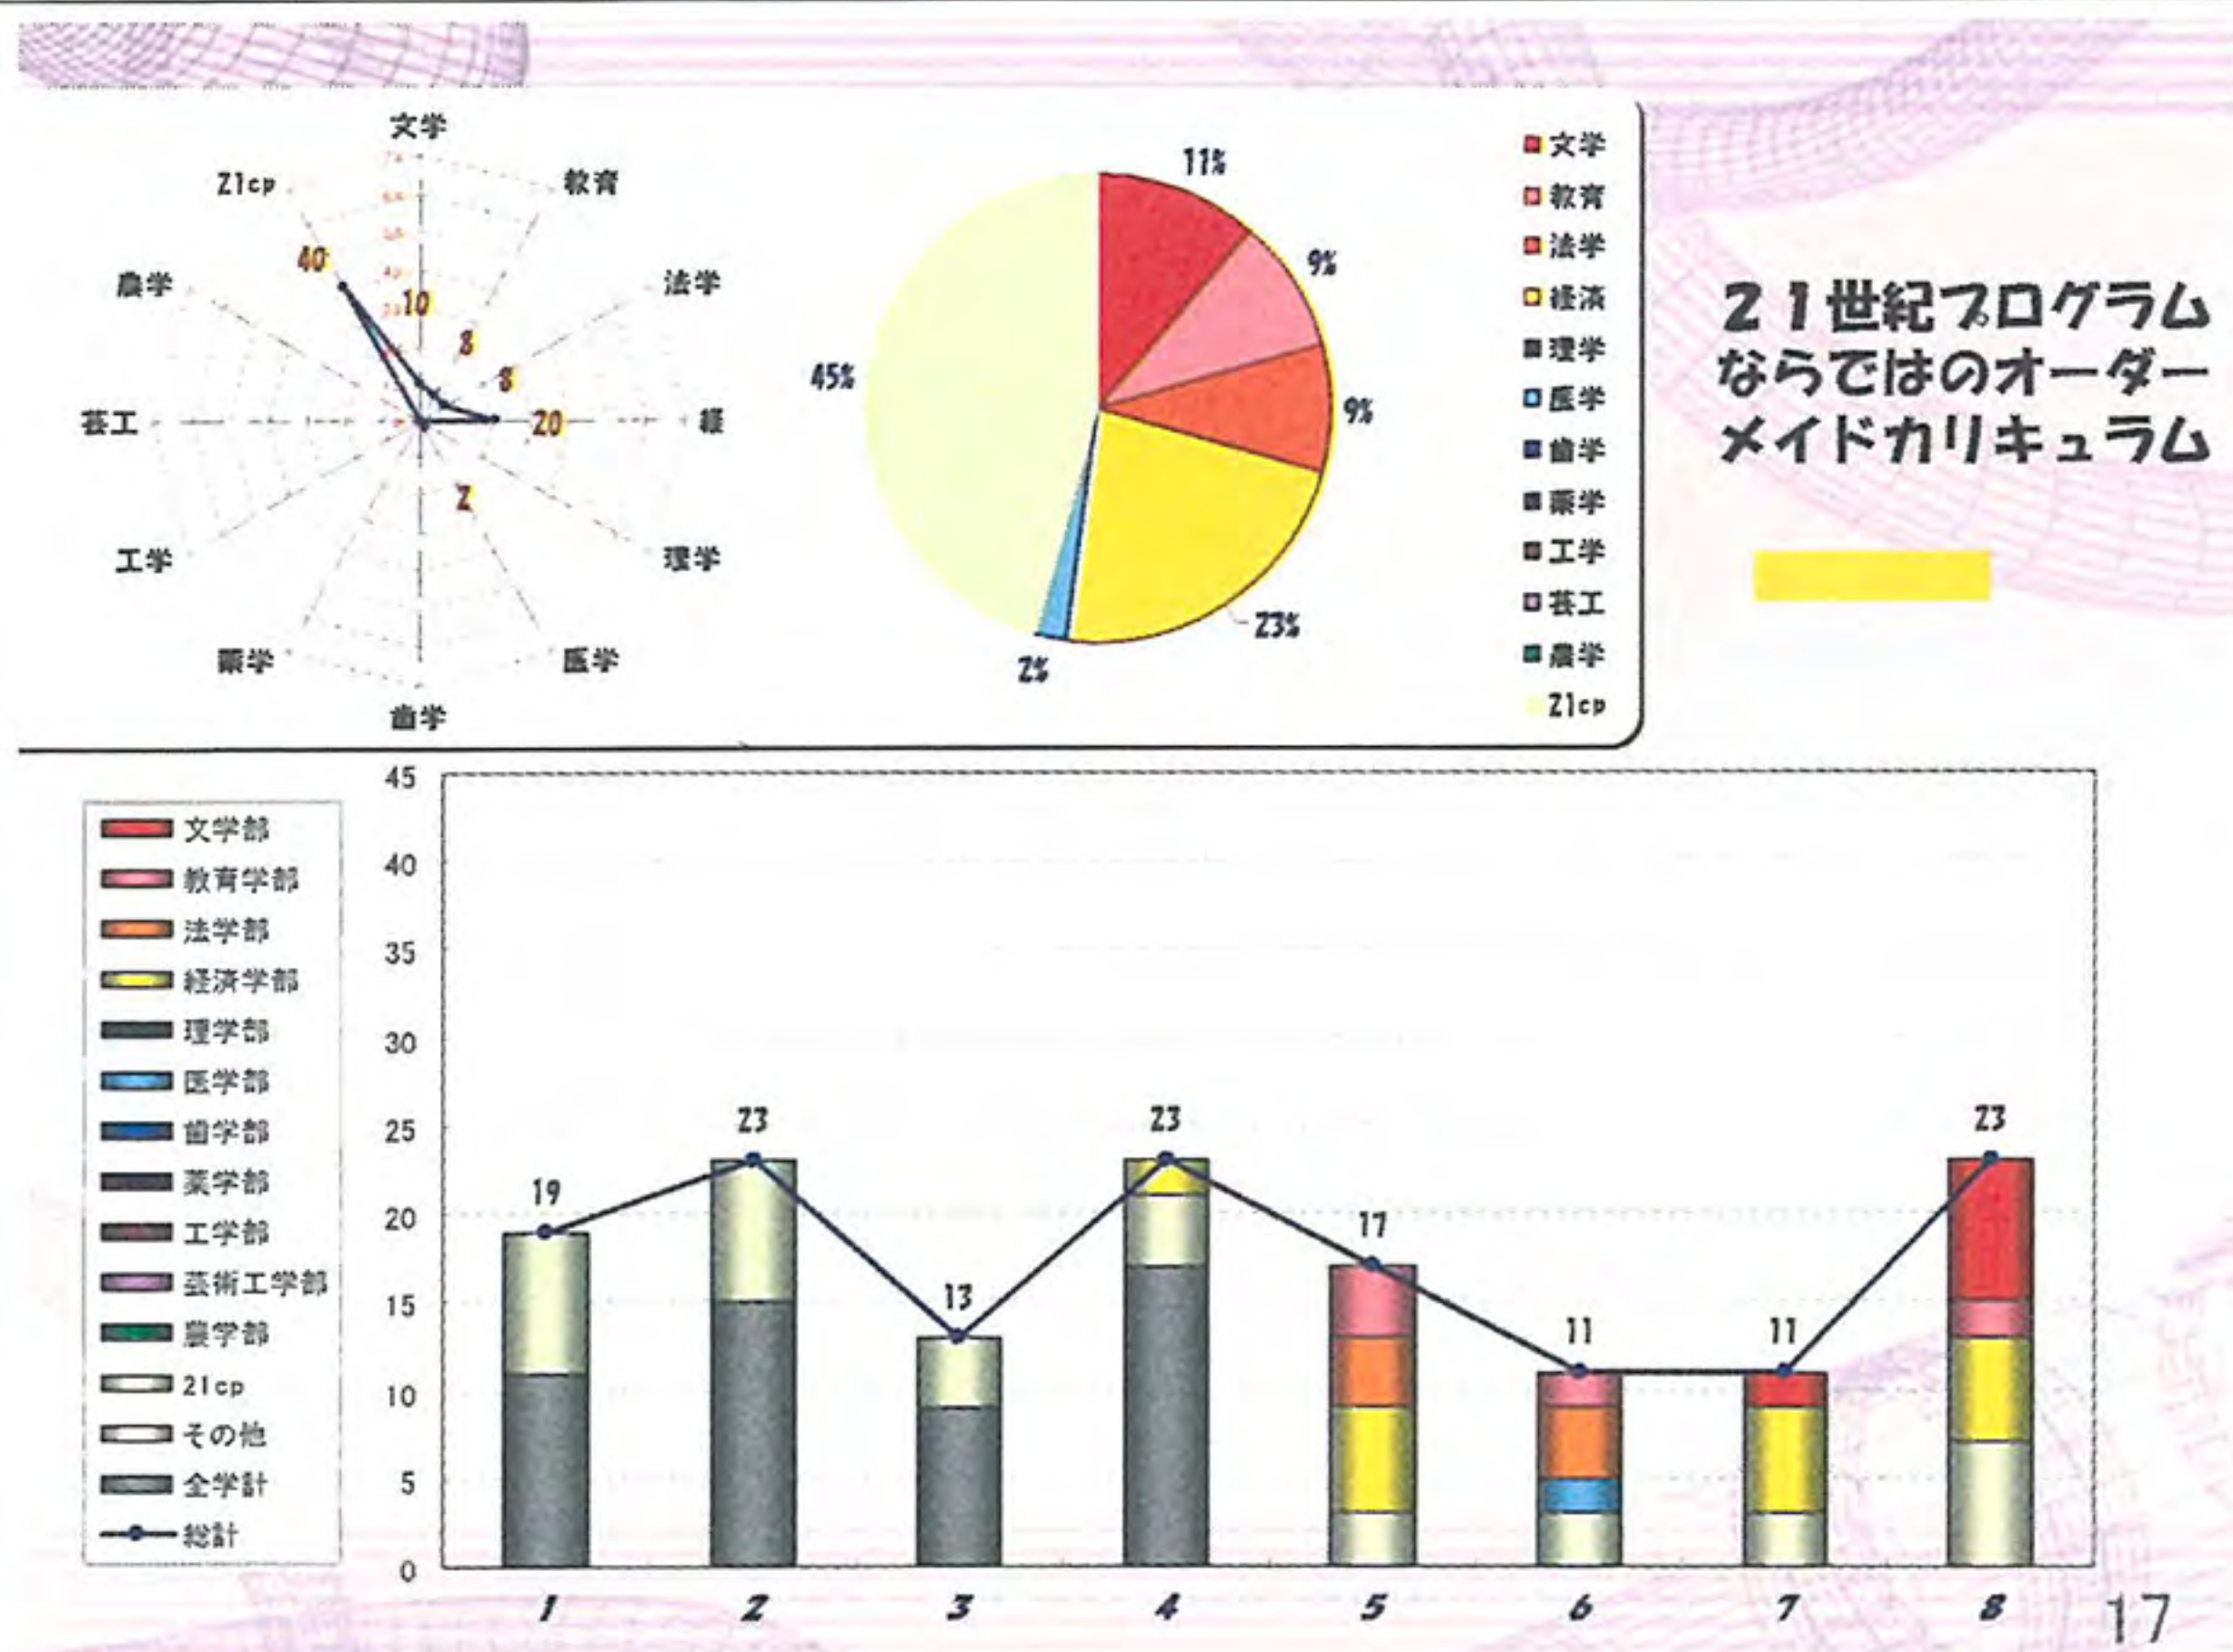 文学
教育
法学
経
理学
医学
歯学
薬学
工学
芸工
農学
21cp
40
10
8
8
20
2
11%
9%
9%
23%
2%
45%
文学
教育
法学
経済
理学
医学
歯学
薬学
工学
芸工
農学
21cp
21世紀プログラム
ならではのオーダー
メイドカリキュラム
文学部
教育学部
法学部
経済学部
理学部
医学部
歯学部
薬学部
工学部
芸術工学部
農学部
21cp
その他
全学計
総計
45
40
35
30
25
20
15
10
5
0
19
23
13
23
17
11
11
23
1
2
3
4
5
6
7
8
17